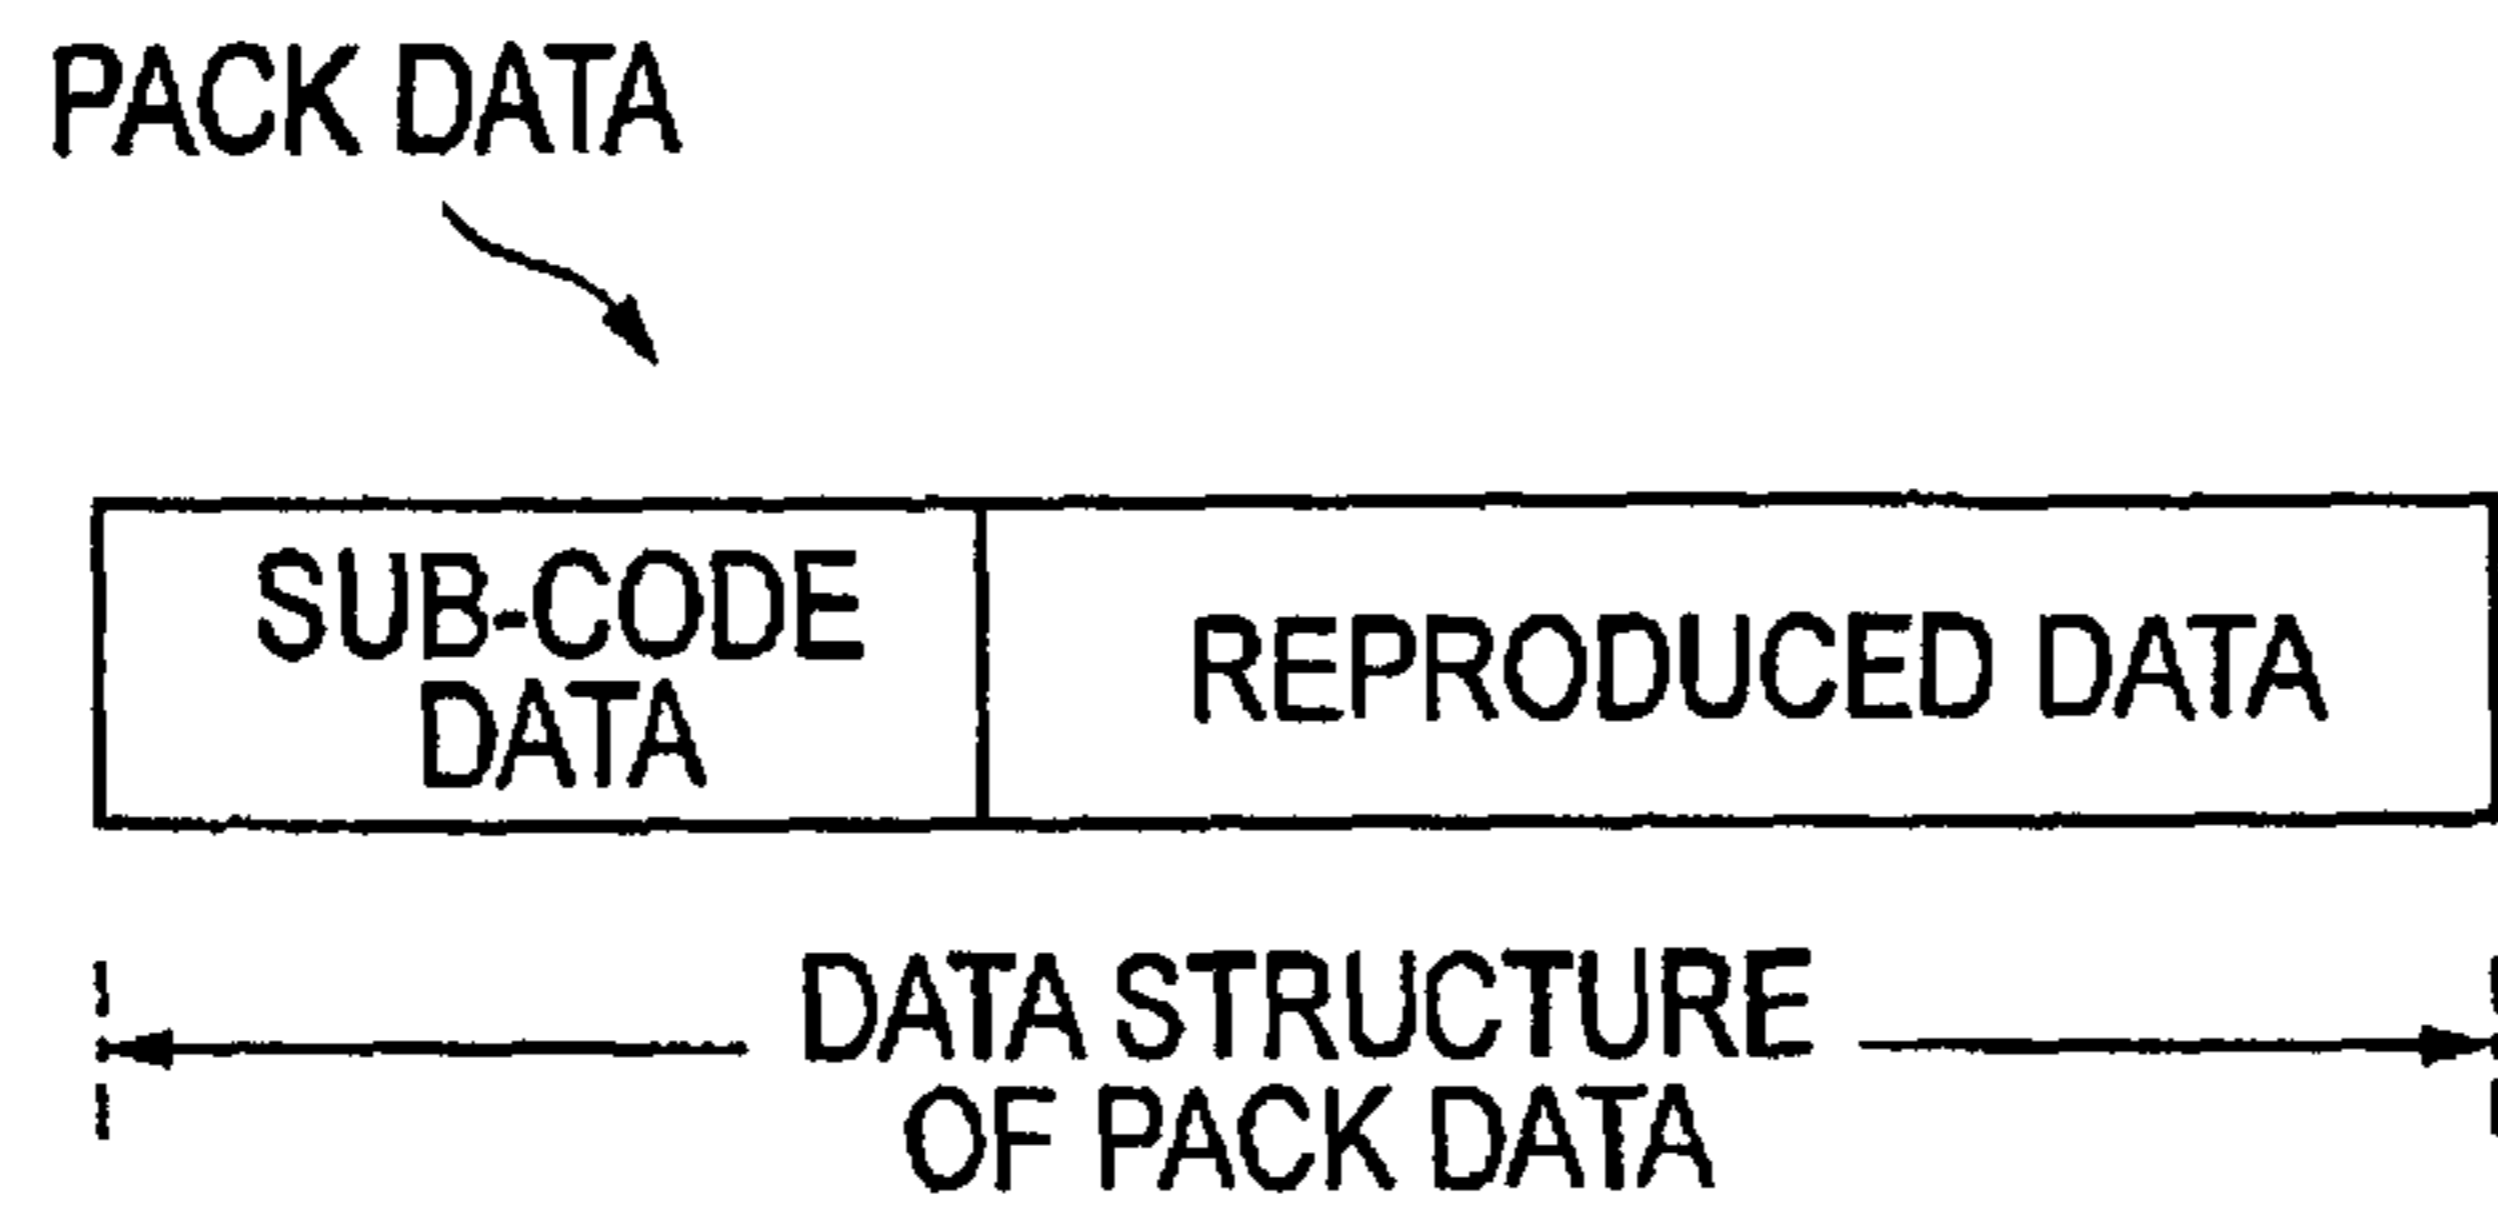 PACK DATA
SUB-CODE
DATA
REPRODUCED DATA
DATA STRUCTURE
OF PACK DATA